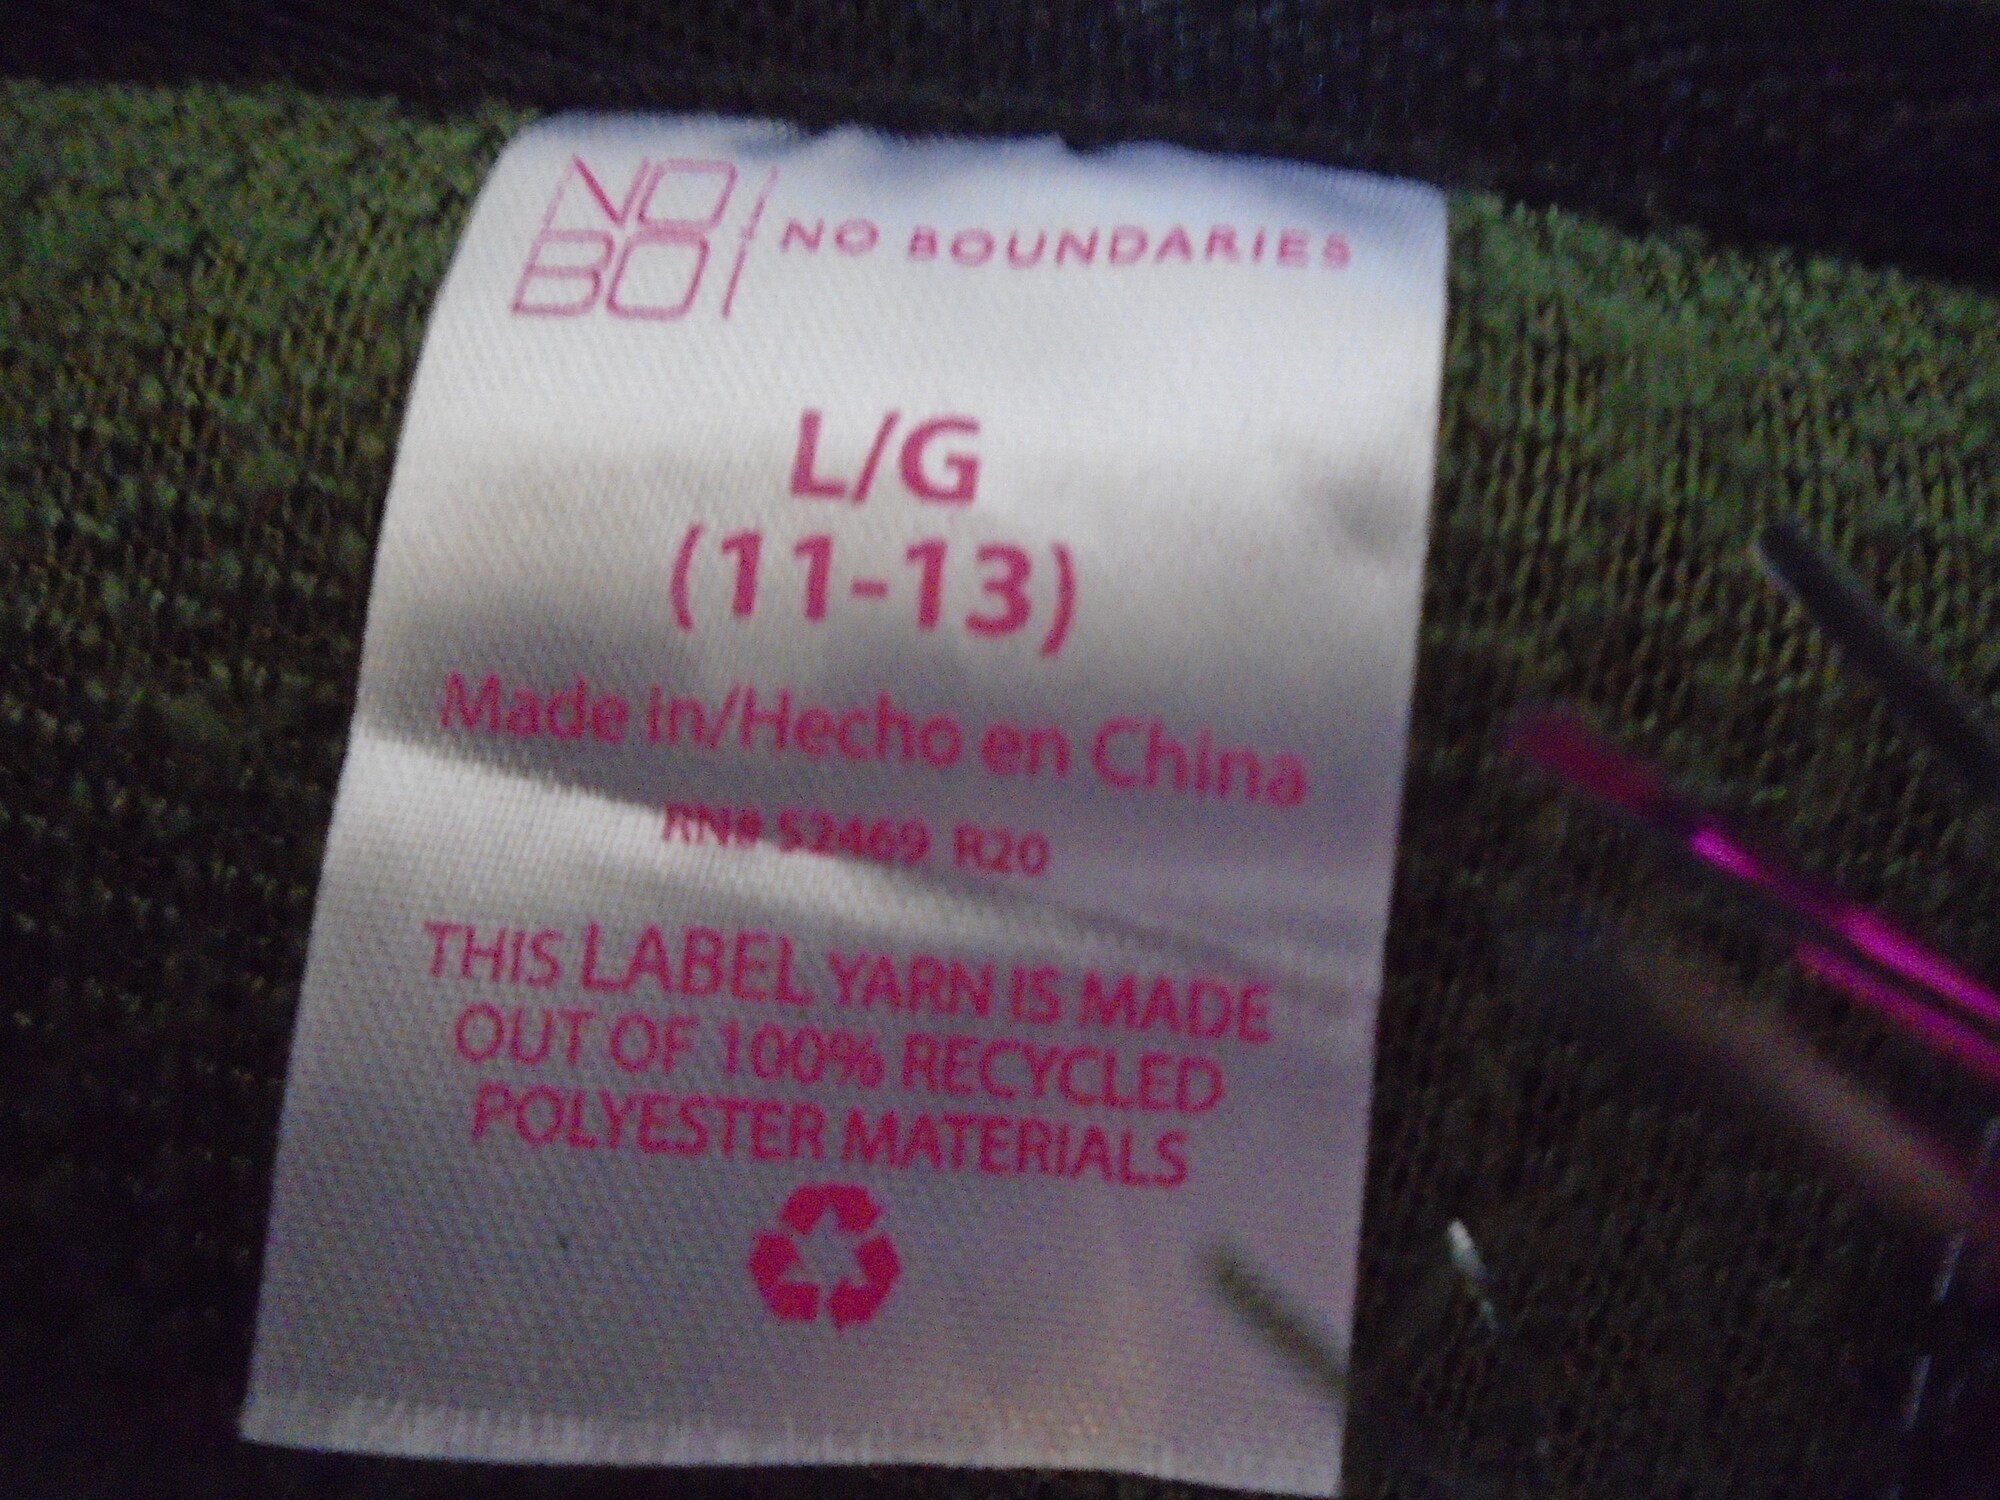 NO
BO
NO BOUNDARIES
L/G
(11-13)
Made in/Hecho en China
RN# 52469 R20
THIS LABEL YARN IS MADE
OUT OF 100% RECYCLED
POLYESTER MATERIALS